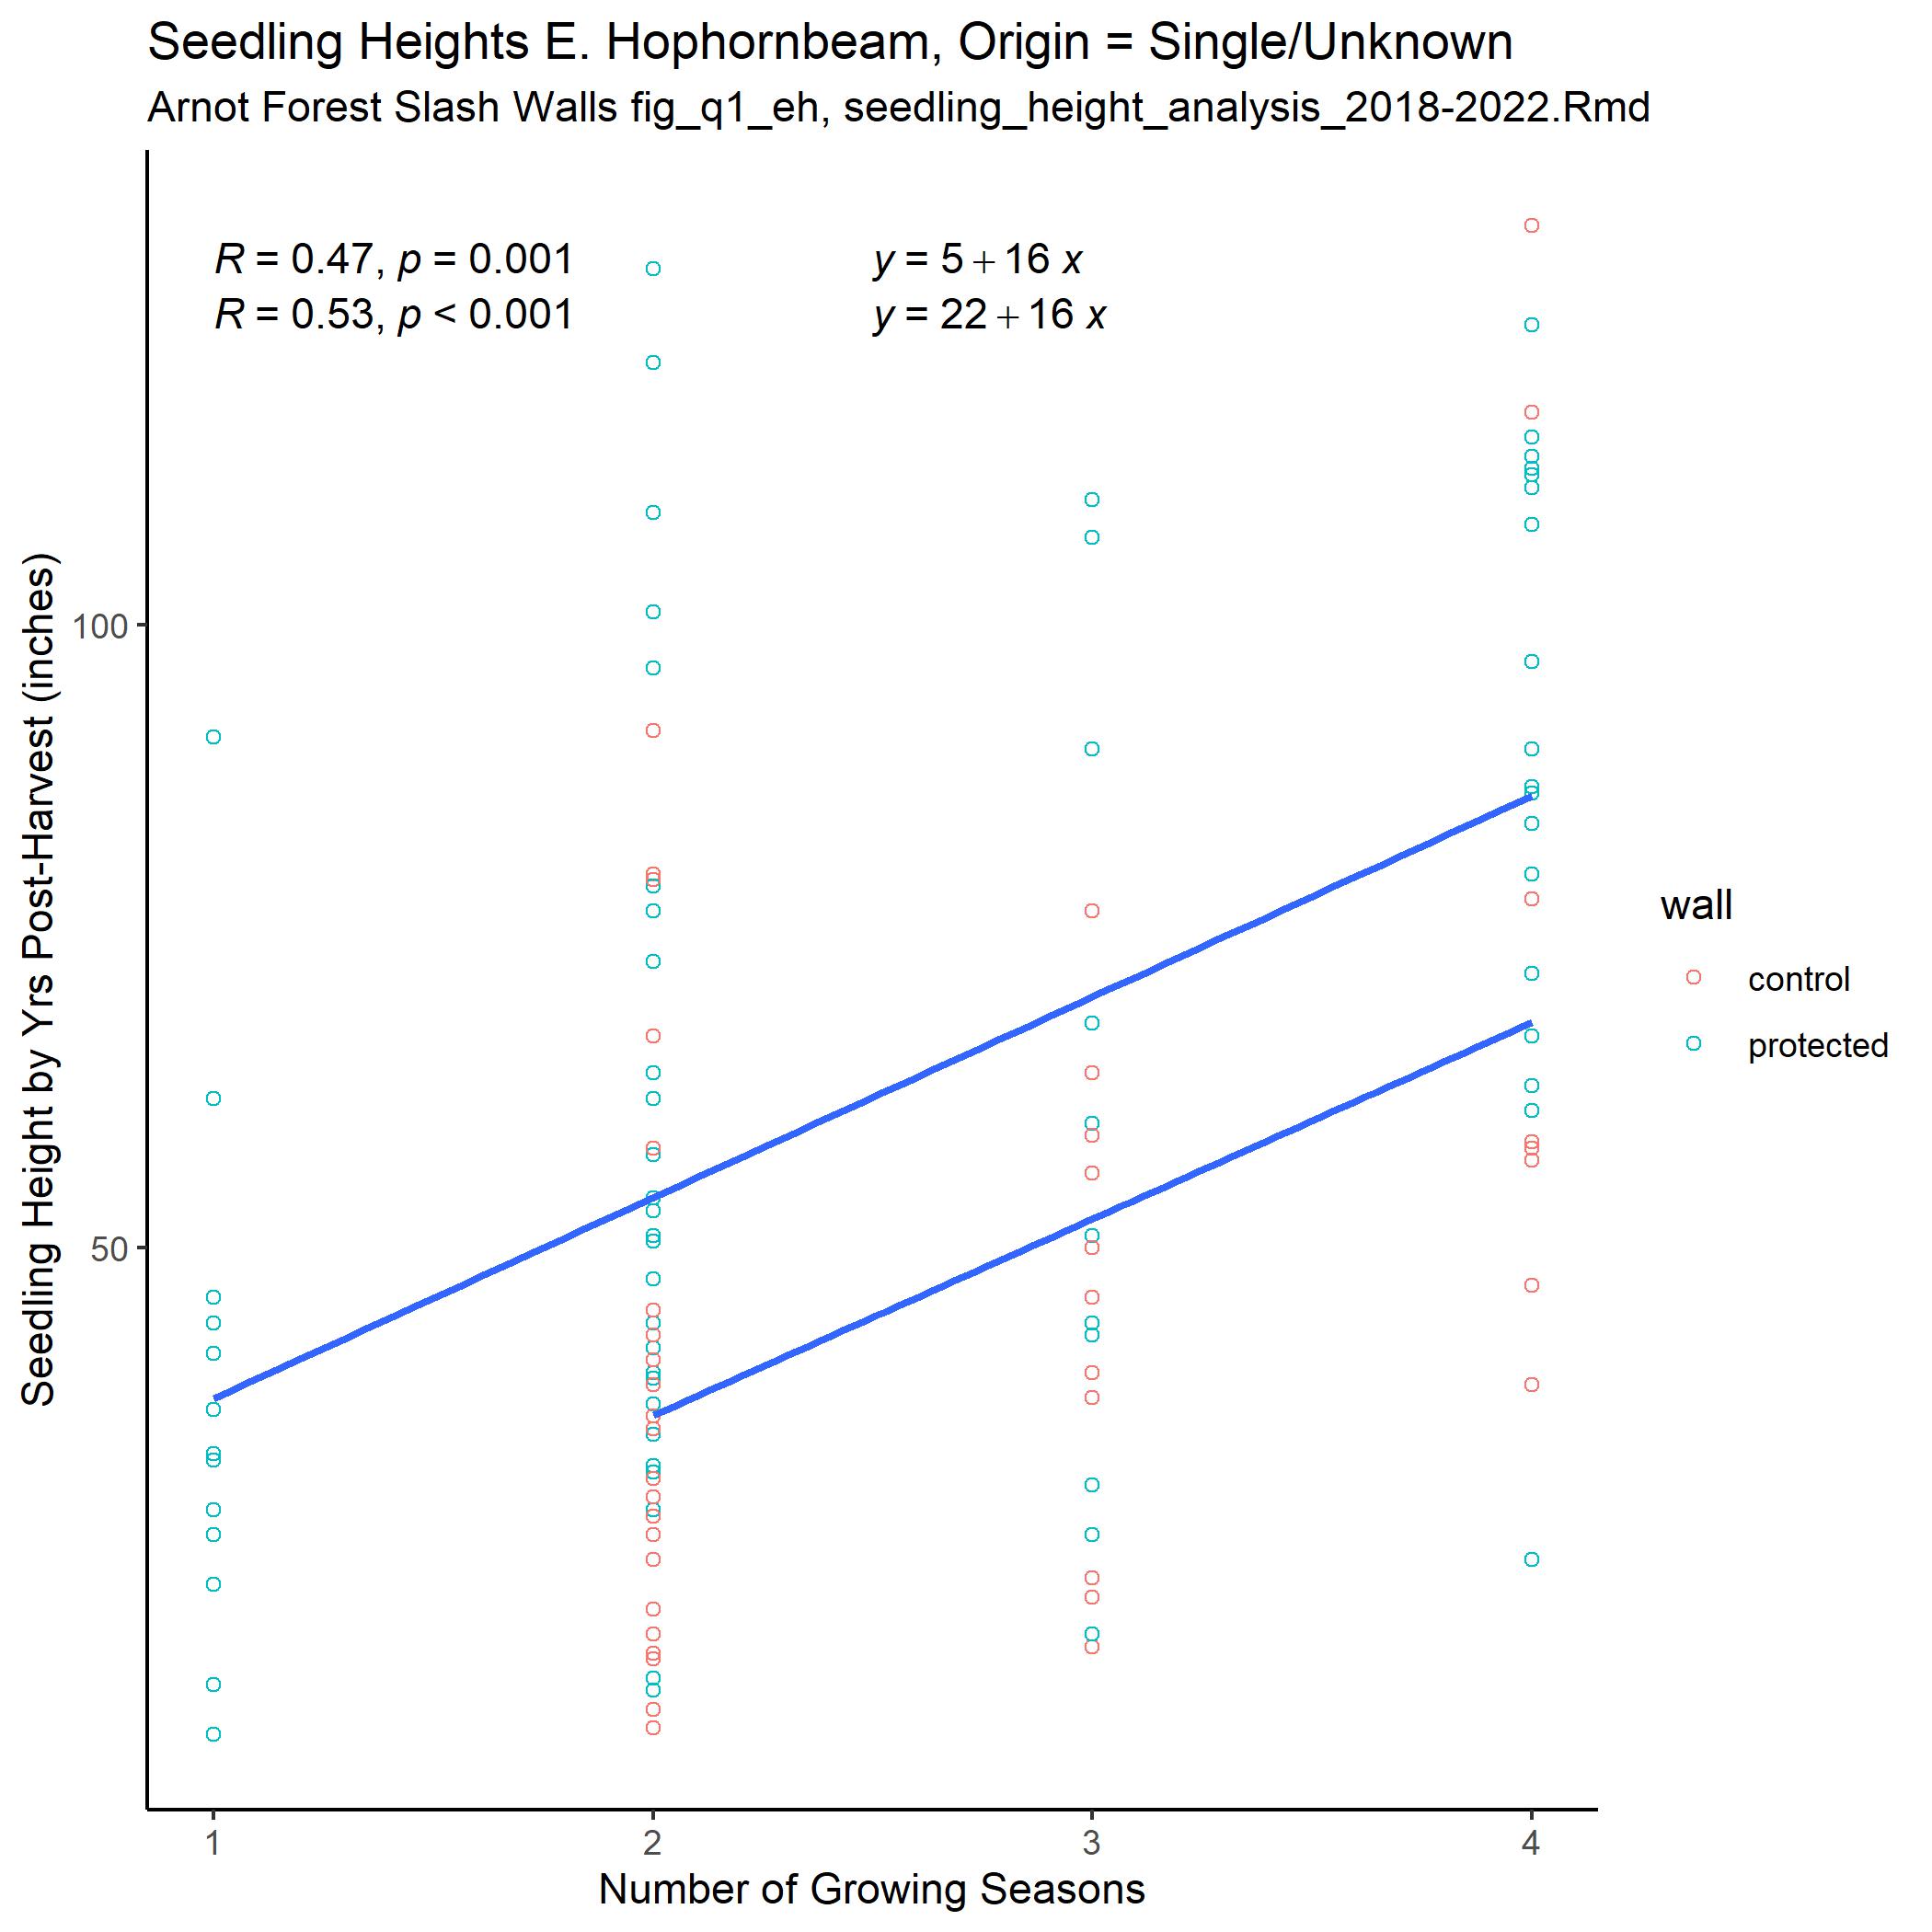 Seedling Heights E. Hophornbeam, Origin = Single/Unknown
Arnot Forest Slash Walls fig_q1_eh, seedling_height_analysis_2018-2022.Rmd
R = 0.47, p = 0.001
R = 0.53, p < 0.001
y = 5 + 16 x
y = 22 + 16 x
Seedling Height by Yrs Post-Harvest (inches)
100
50
1
2
3
4
Number of Growing Seasons
wall
control
protected